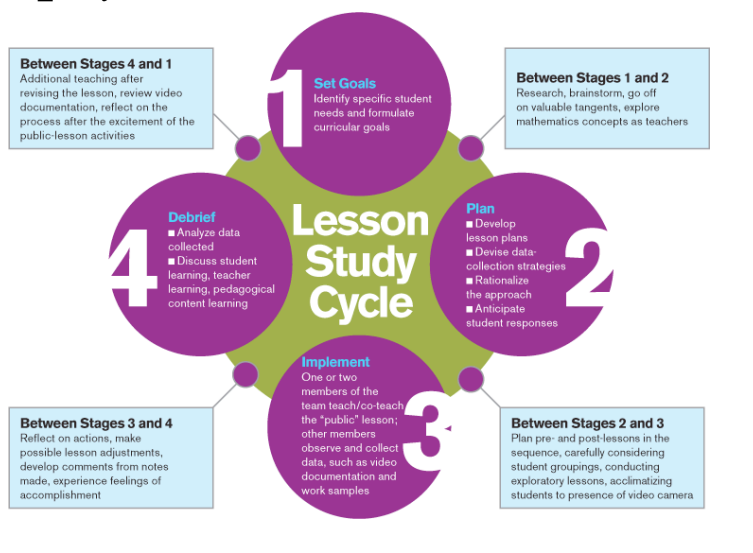 Between Stages 4 and 1
Additional teaching after
revising the lesson, review video
documentation, reflect on the
process after the excitement of the
public-lesson activities
1
Set Goals
Identify specific student
needs and formulate
curricular goals
Between Stages 1 and 2
Research, brainstorm, go off
on valuable tangents, explore
mathematics concepts as teachers
4
Debrief
■ Analyze data
collected
■ Discuss student
learning, teacher
learning, pedagogical
content learning
Lesson
Study
Cycle
Plan
■ Develop
lesson plans
■ Devise data-
collection strategies
■ Rationalize
the approach
■ Anticipate
student responses
2
Implement
One or two
members of the
team teach/co-teach
the “public” lesson;
other members
observe and collect
data, such as video
documentation and
work samples
3
Between Stages 3 and 4
Reflect on actions, make
possible lesson adjustments,
develop comments from notes
made, experience feelings of
accomplishment
Between Stages 2 and 3
Plan pre- and post-lessons in the
sequence, carefully considering
student groupings, conducting
exploratory lessons, acclimatizing
students to presence of video camera